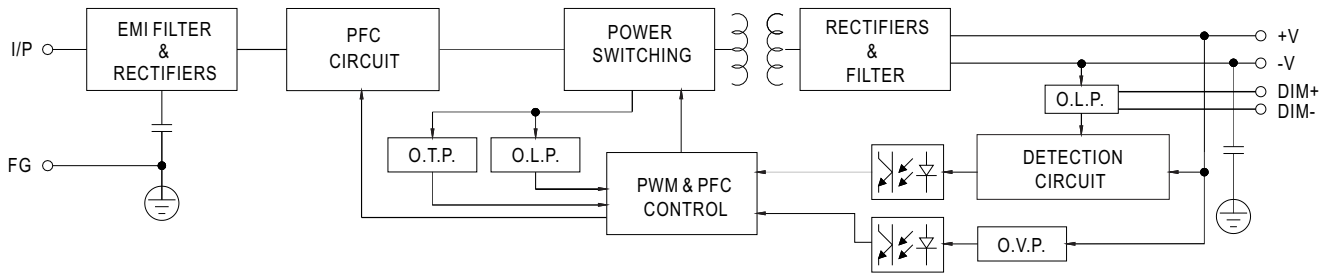 I/P
EMI FILTER
&
RECTIFIERS
PFC
CIRCUIT
POWER
SWITCHING
RECTIFIERS
&
FILTER
+V
-V
O.L.P.
DIM+
DIM-
FG
O.T.P.
O.L.P.
PWM & PFC
CONTROL
DETECTION
CIRCUIT
O.V.P.